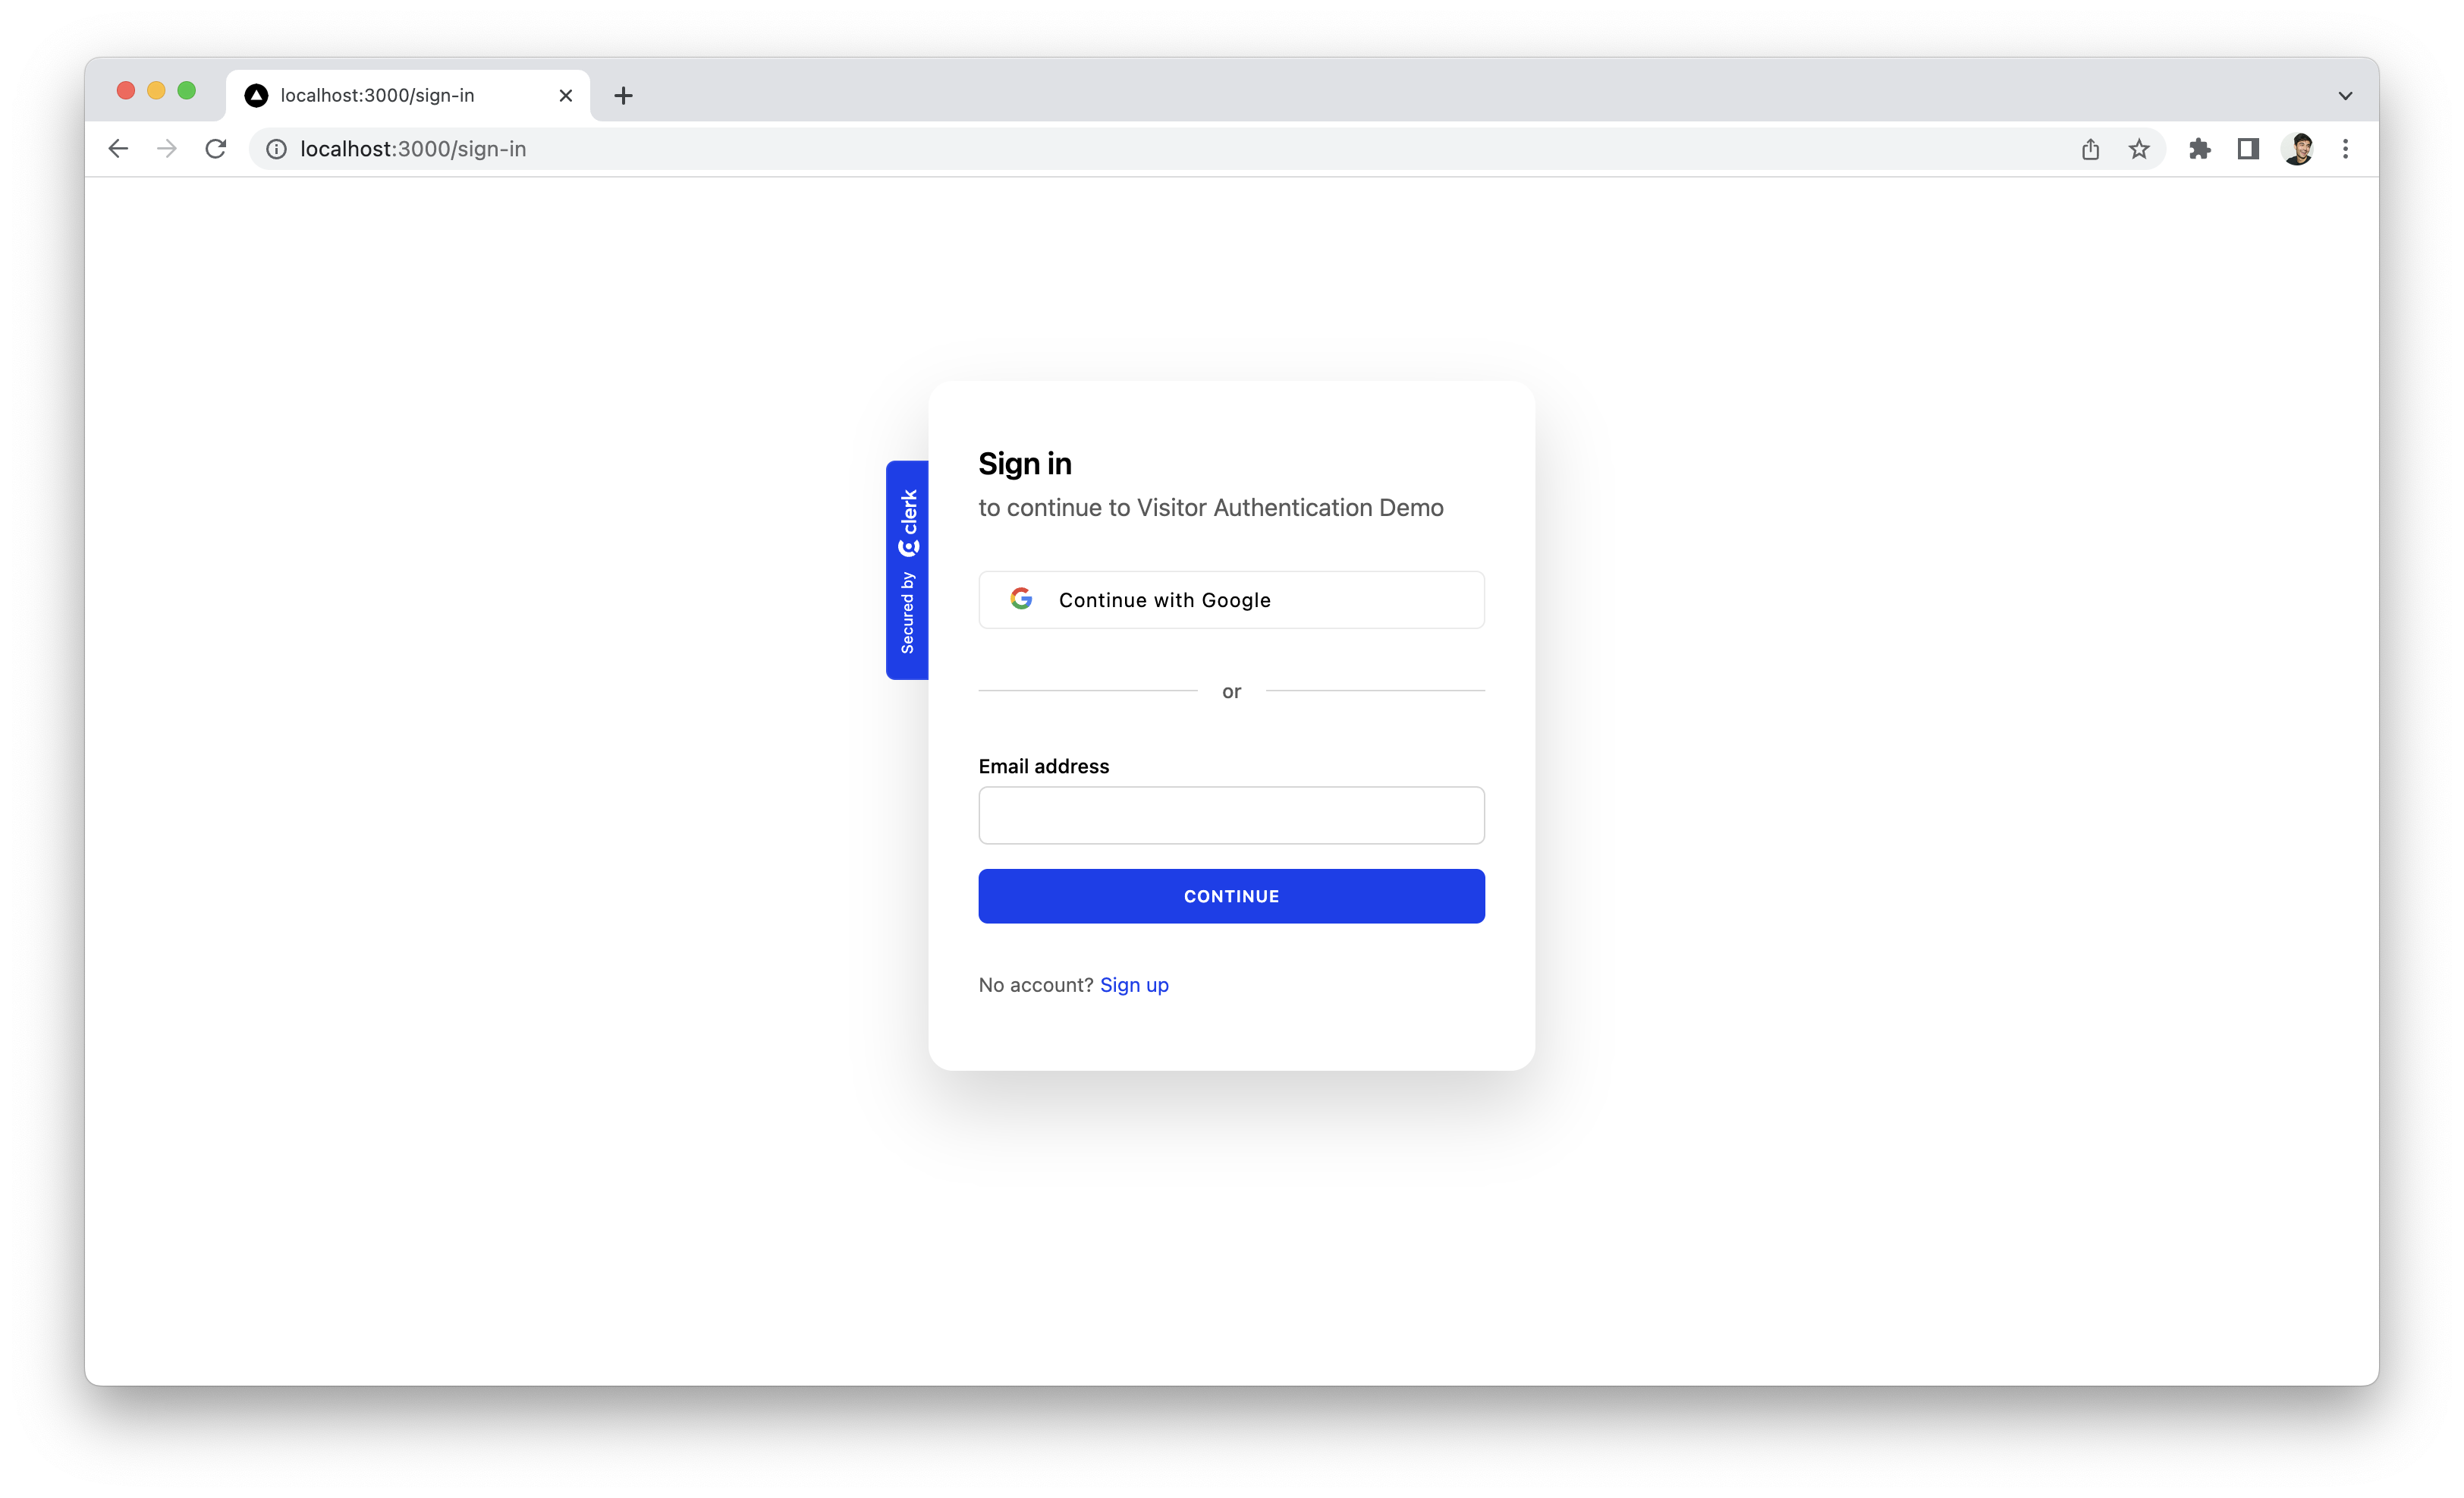 localhost:3000/sign-in
localhost:3000/sign-in
Secured by clerk
Sign in
to continue to Visitor Authentication Demo
Continue with Google
or
Email address
CONTINUE
No account? Sign up